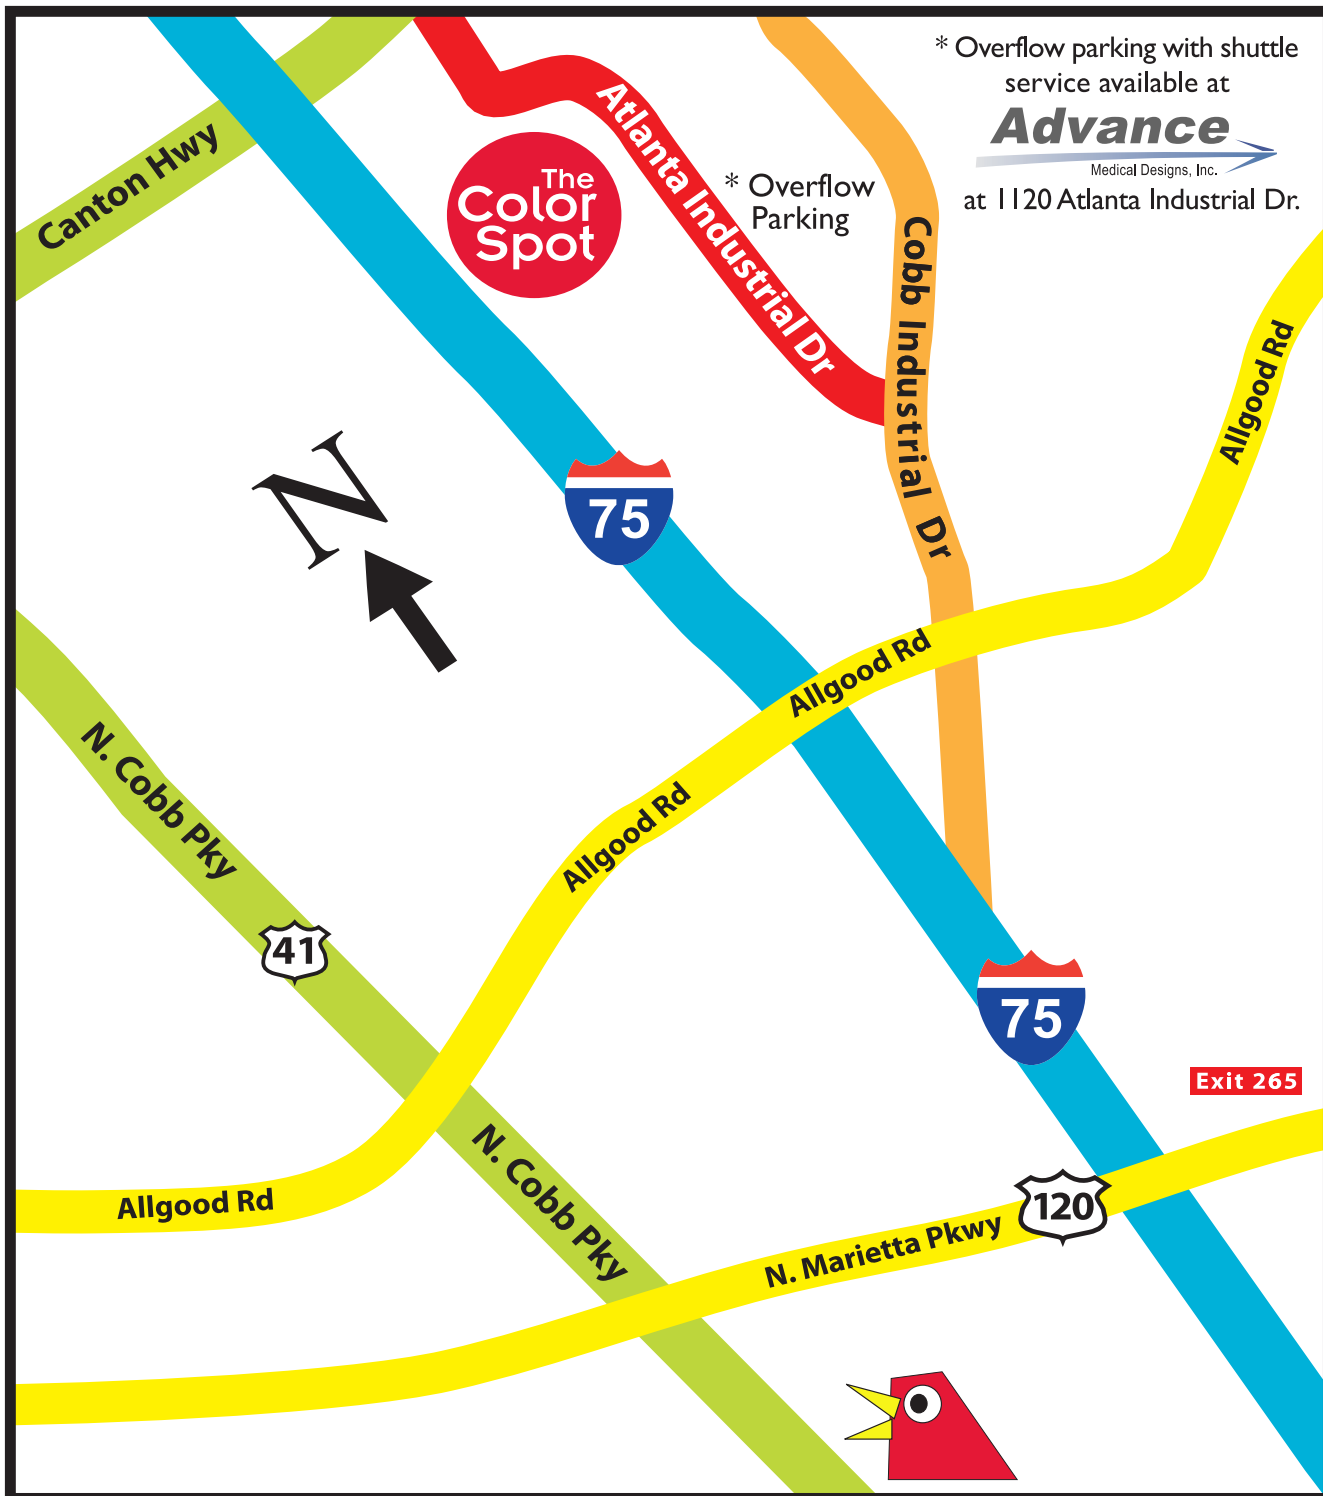 * Overflow parking with shuttle
service available at
Advance
Medical Designs, Inc.
at 1120 Atlanta Industrial Dr.
Canton Hwy
The
Color
Spot
Atlanta Industrial Dr
* Overflow
Parking
Cobb Industrial Dr
Allgood Rd
N
75
Allgood Rd
N. Cobb Pky
Allgood Rd
41
75
Exit 265
N. Cobb Pky
Allgood Rd
120
N. Marietta Pkwy